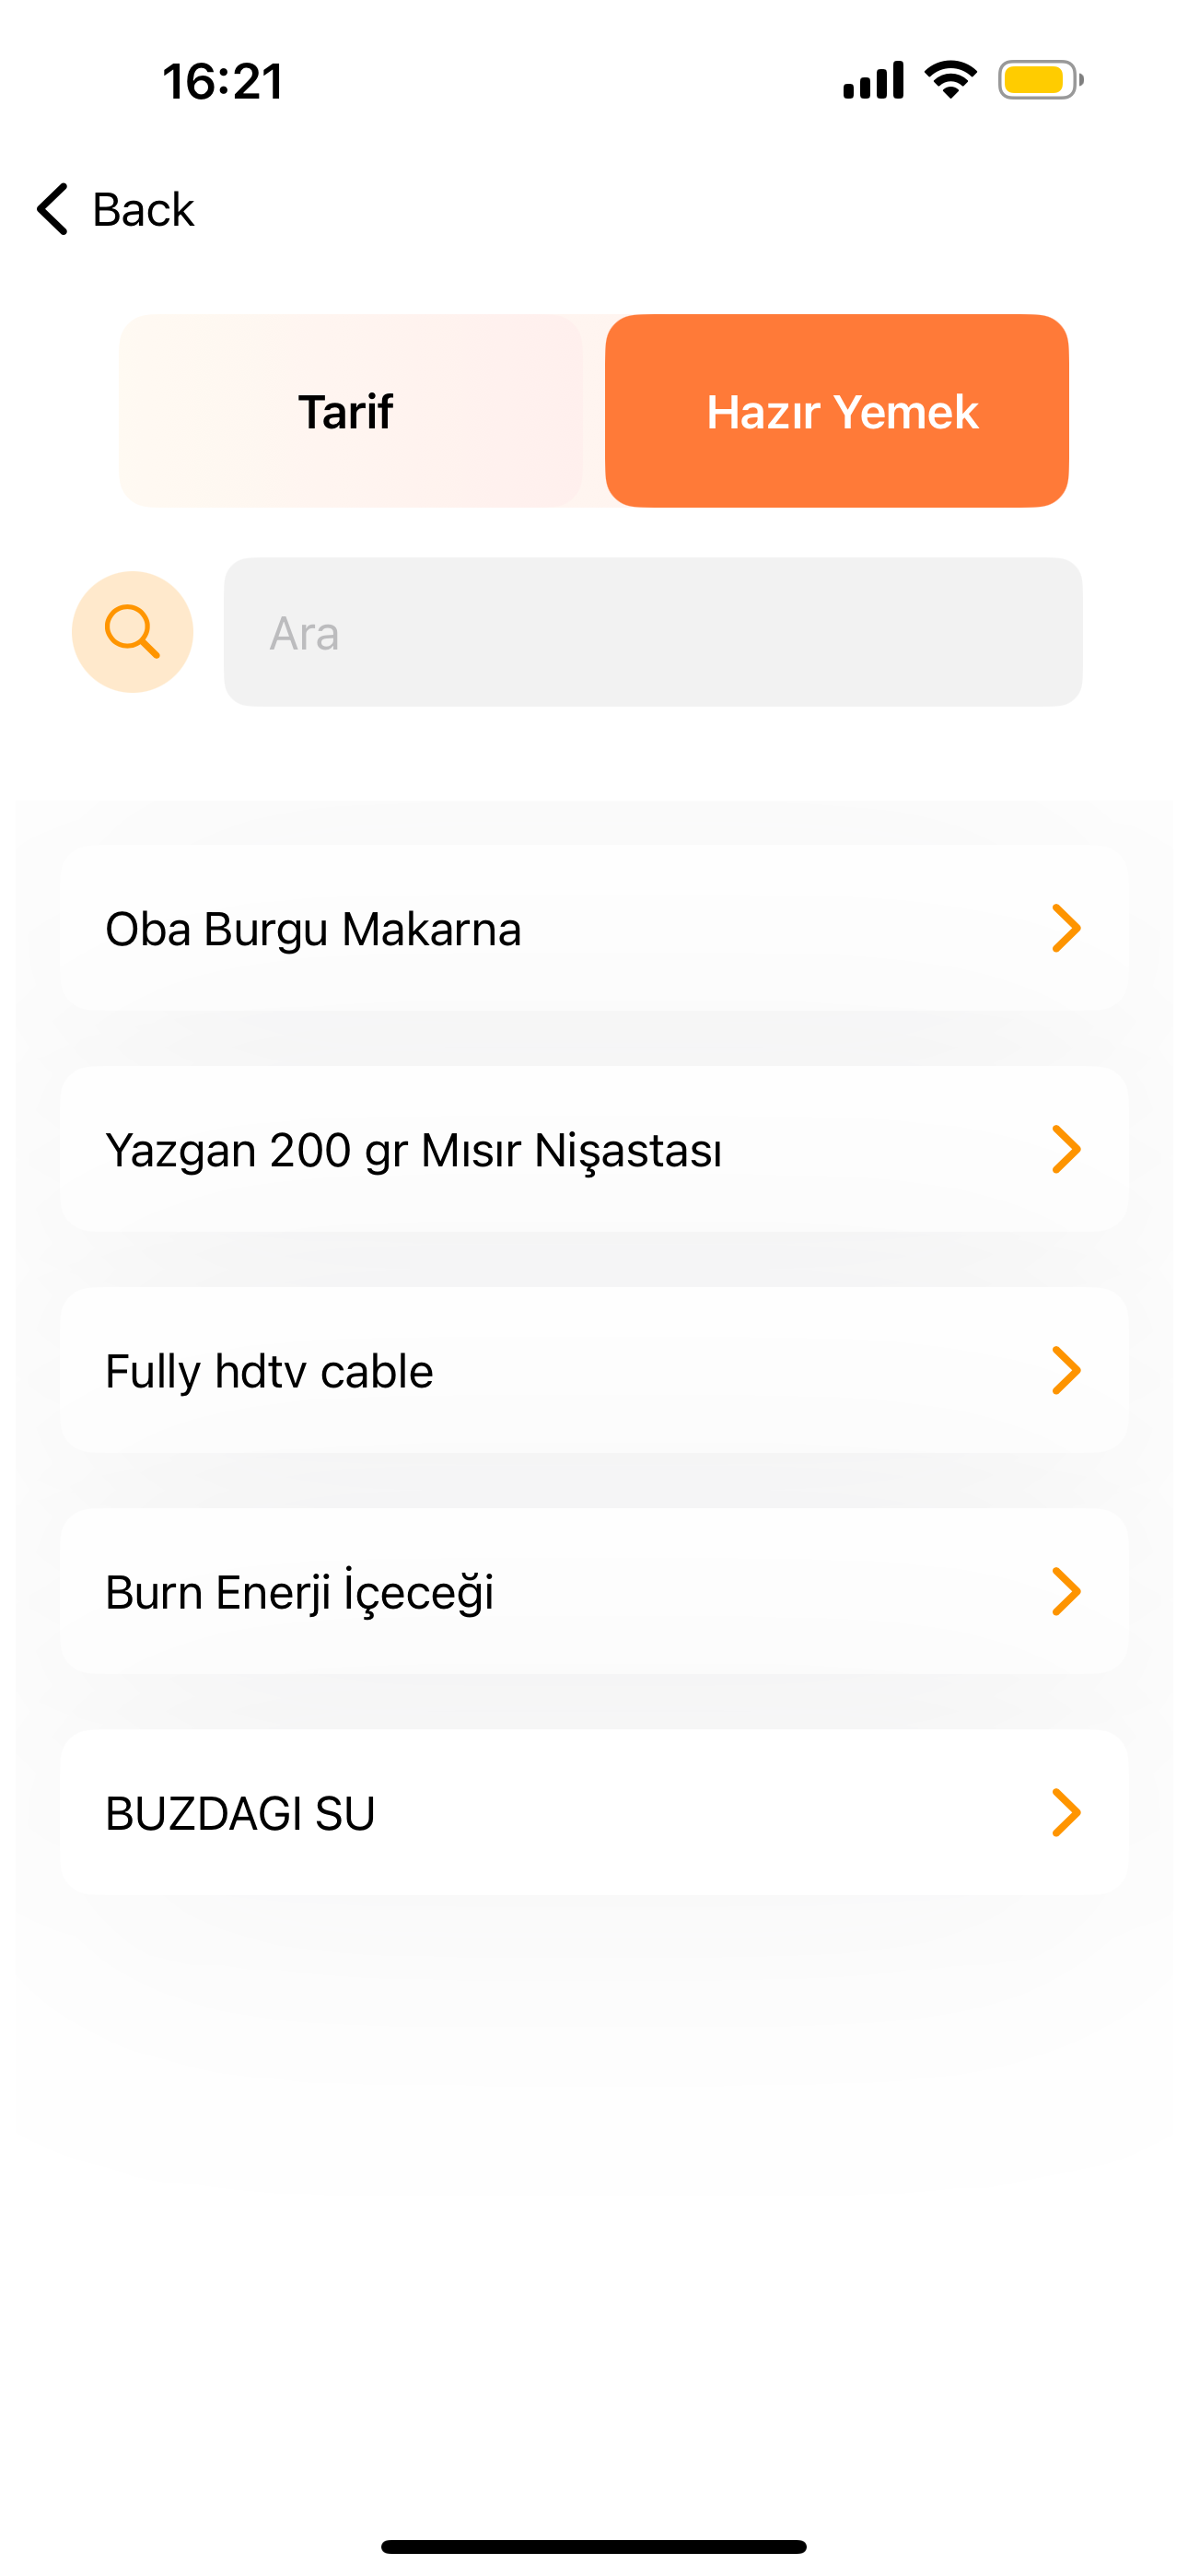 16:21
Back
Tarif
Hazır Yemek
Ara
Oba Burgu Makarna
Yazgan 200 gr Mısır Nişastası
Fully hdtv cable
Burn Enerji İçeceği
BUZDAGI SU